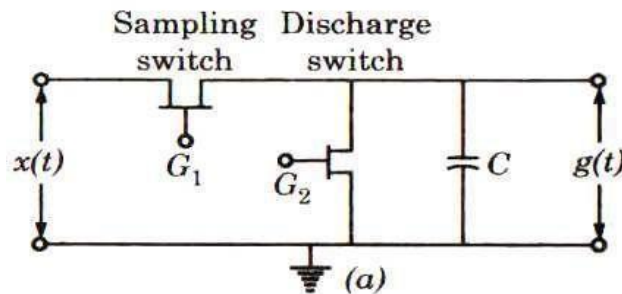 Sampling switch
Discharge switch
x(t)
G₁
G₂
C
g(t)
(a)